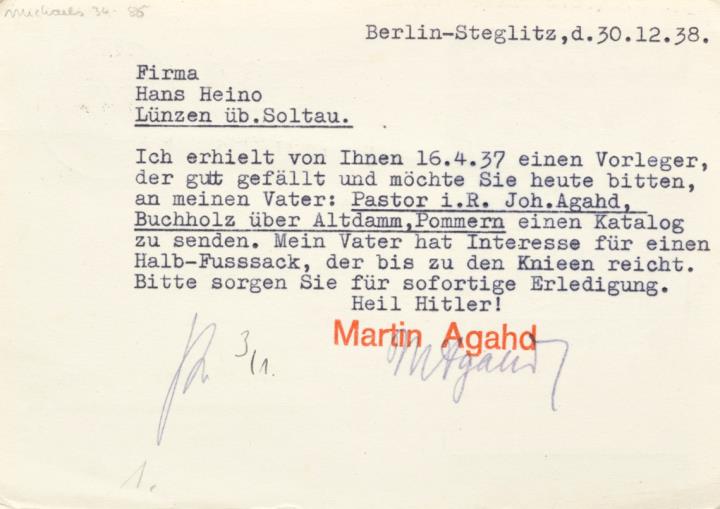 Michaels 34-86
Berlin-Steglitz,d.30.12.38.
Firma
Hans Heino
Lünzen üb.Soltau.
Ich erhielt von Ihnen 16.4.37 einen Vorleger,
der gutt gefällt und möchte Sie heute bitten,
an meinen Vater: Pastor i.R. Joh.Agahd,
Buchholz über Altdamm,Pommern einen Katalog
zu senden. Mein Vater hat Interesse für einen
Halb-Fusssack, der bis zu den Knieen reicht.
Bitte sorgen Sie für sofortige Erledigung.
Heil Hitler!
Martin Agahd
MAgahd
3/1.
1.